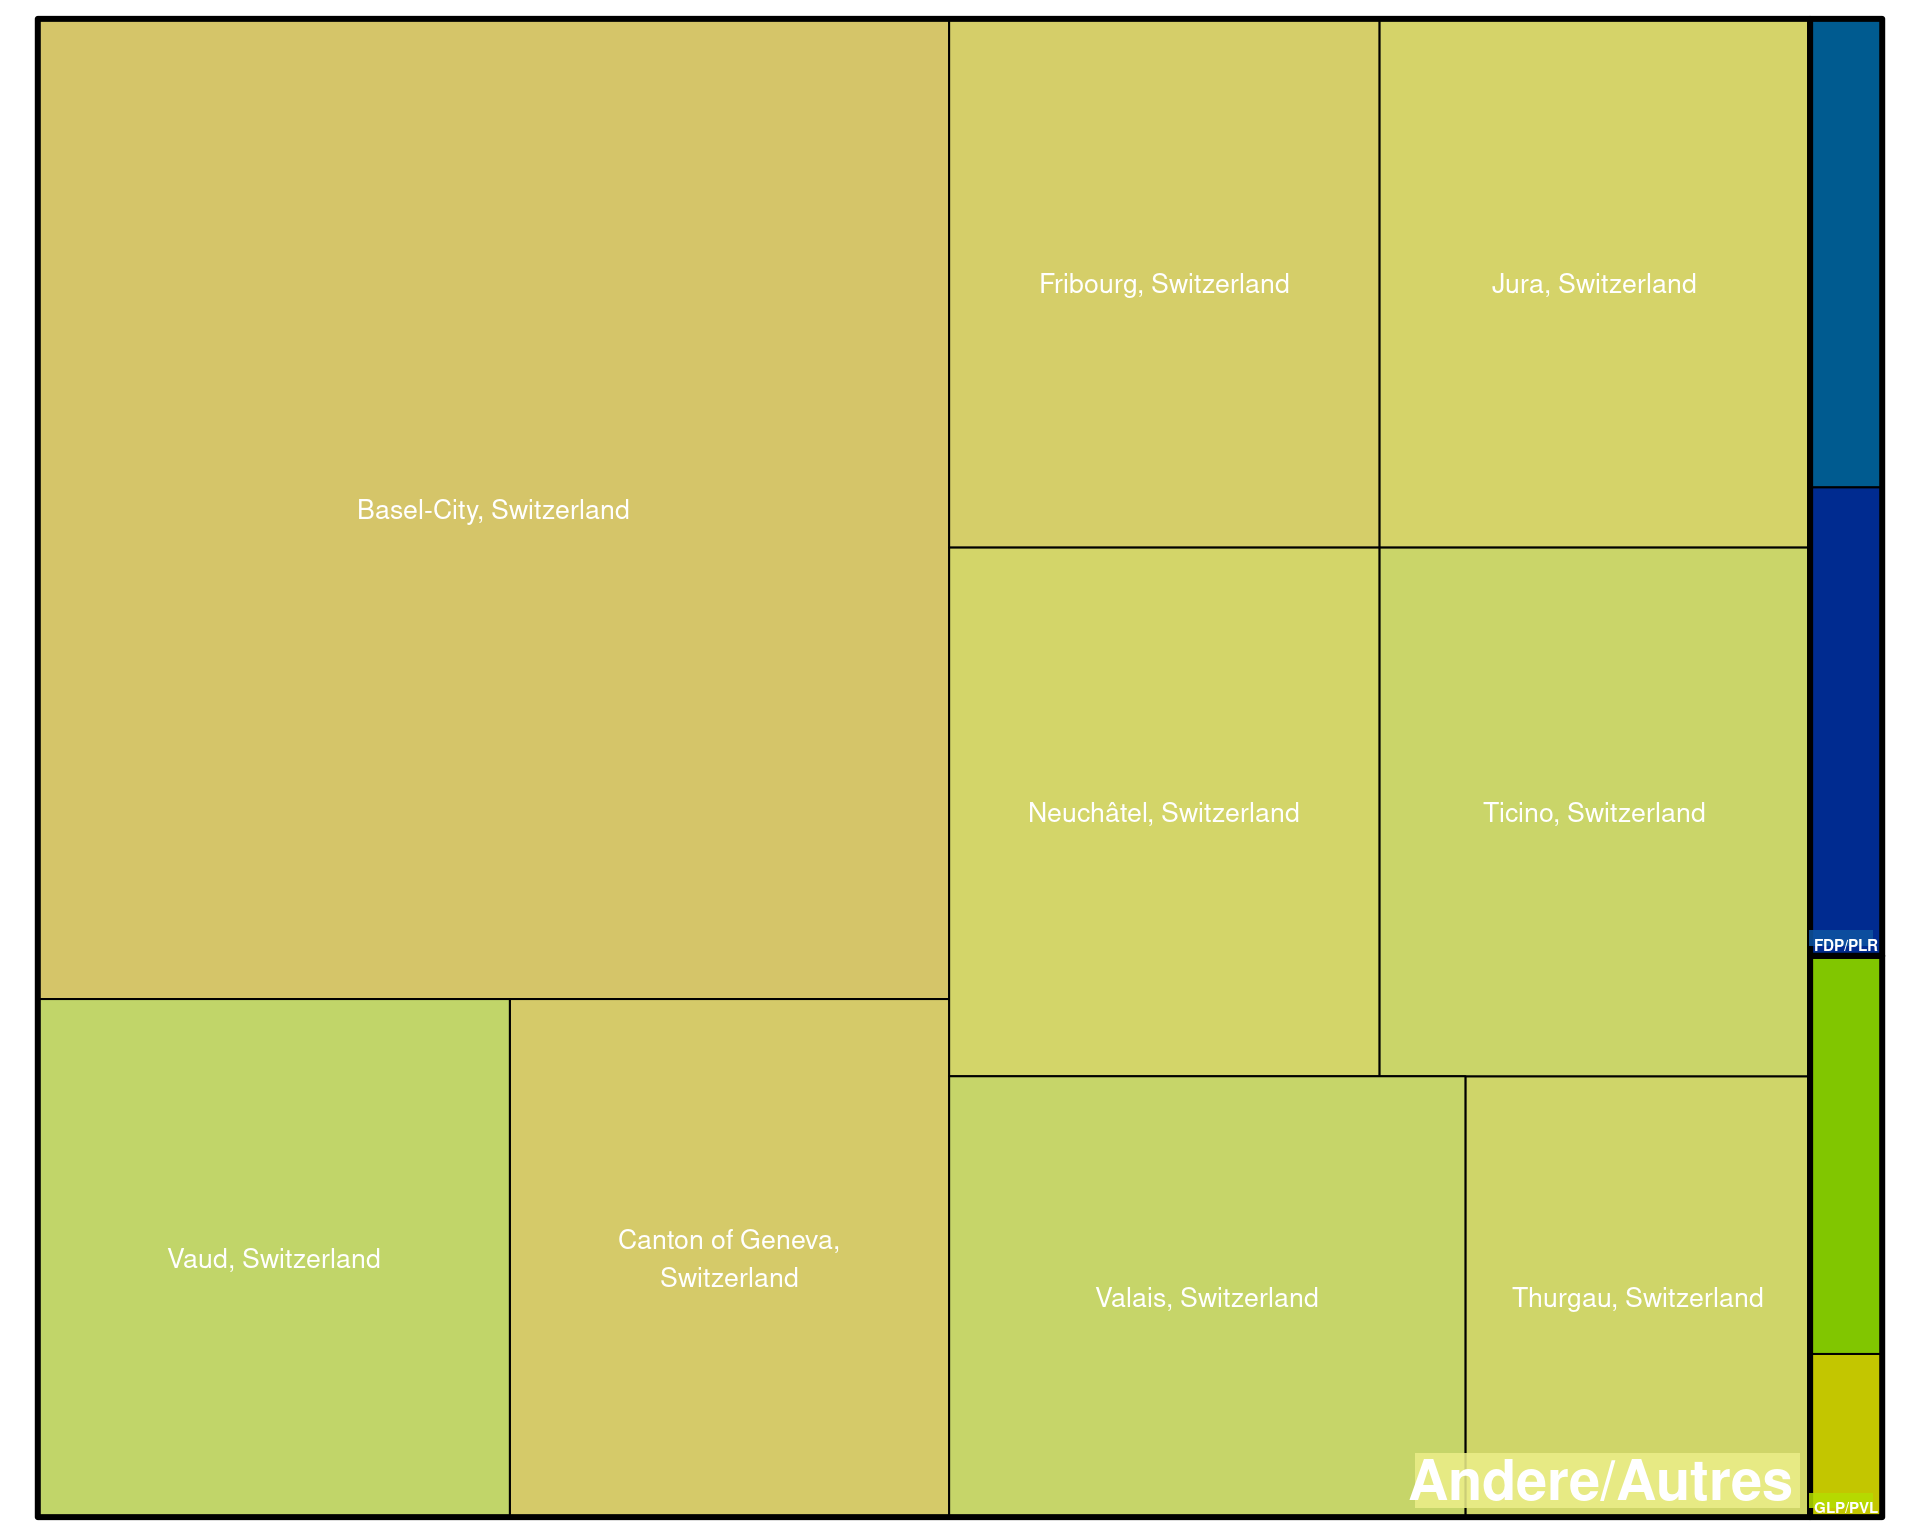 Basel-City, Switzerland
Fribourg, Switzerland
Jura, Switzerland
Neuchâtel, Switzerland
Ticino, Switzerland
FDP/PLR
Vaud, Switzerland
Canton of Geneva,
Switzerland
Valais, Switzerland
Thurgau, Switzerland
Andere/Autres
GLP/PVL